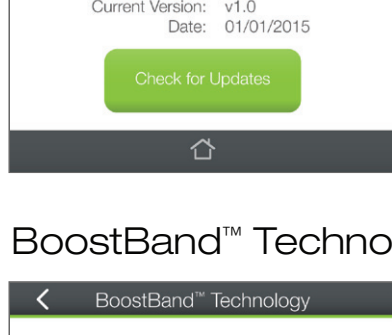 Current Version: v1.0
Date: 01/01/2015
Check for Updates
BoostBand™ Techno
BoostBand™ Technology